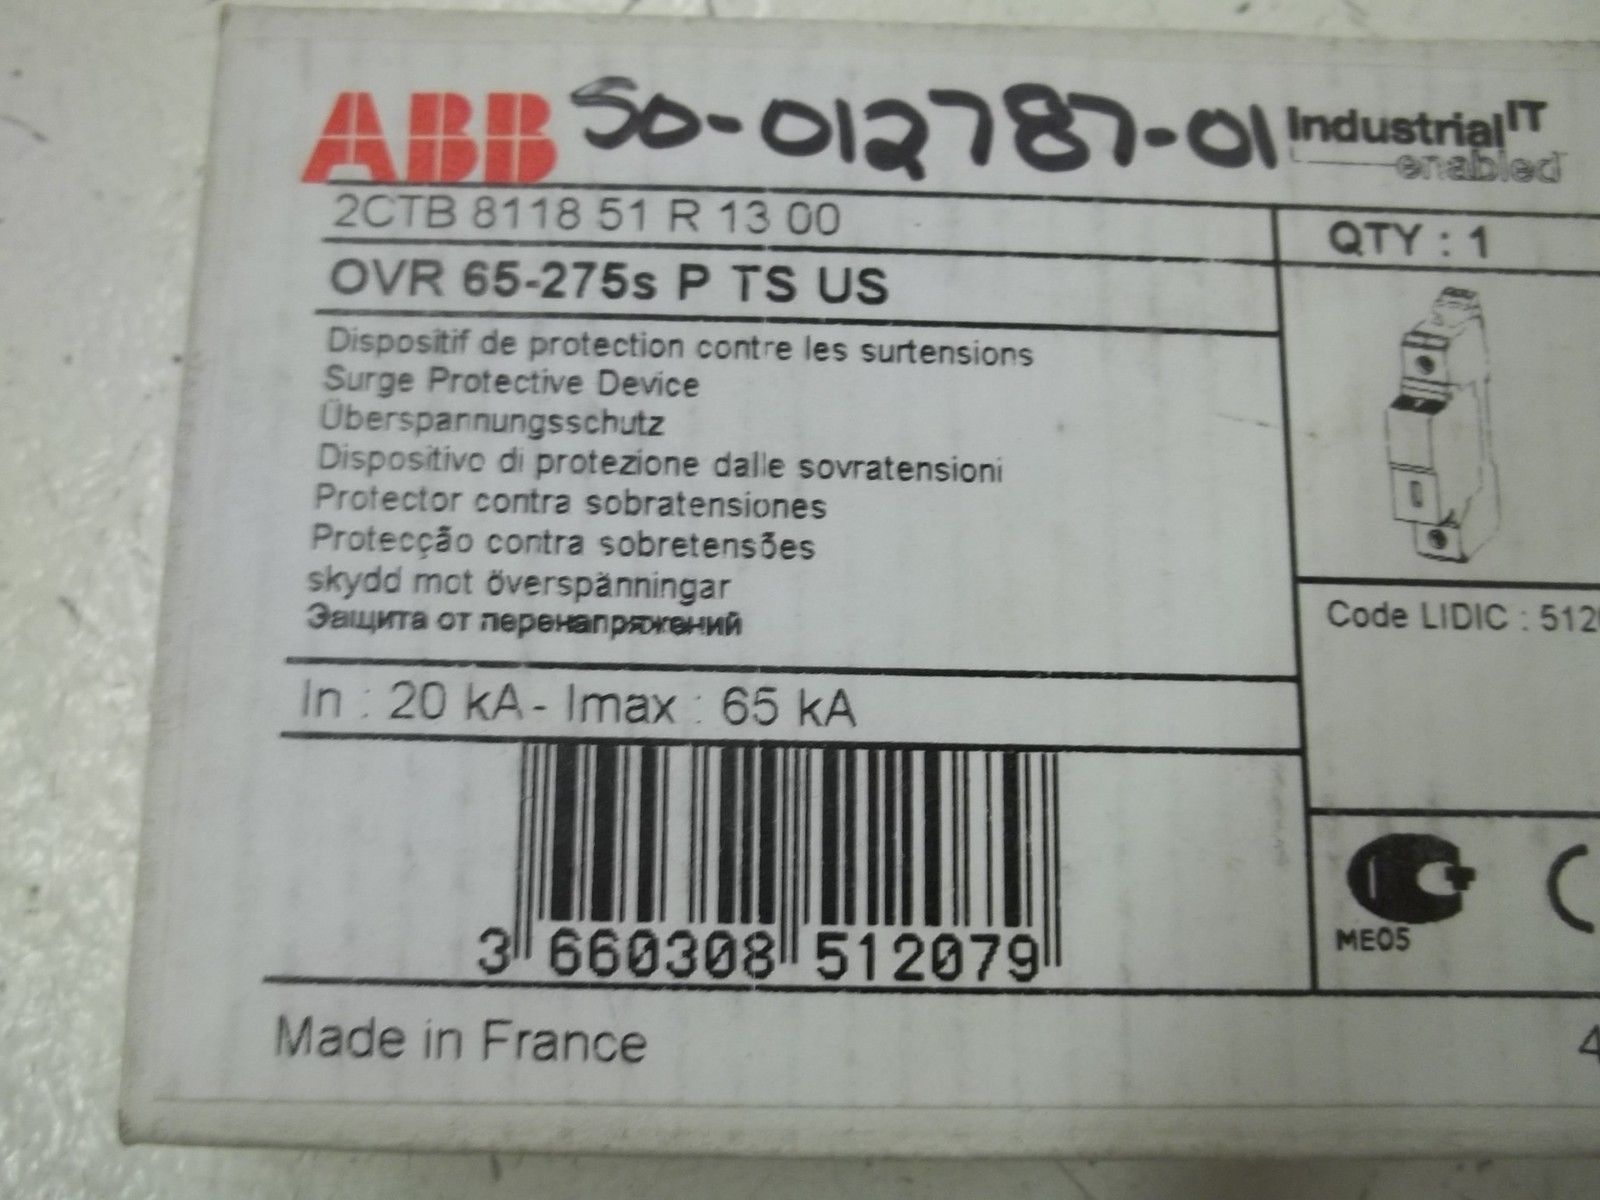 ABB 50-012787-01 Industrial IT
enabled
2CTB 8118 51 R 13 00
QTY : 1
OVR 65-275s P TS US
Dispositif de protection contre les surtensions
Surge Protective Device
Überspannungsschutz
Dispositivo di protezione dalle sovratensioni
Protector contra sobratensiones
Protecção contra sobretensões
skydd mot överspänningar
Защита от перенапряжений
Code LIDIC : 512
In : 20 kA - Imax : 65 kA
3 660308 512079
ME05
Made in France